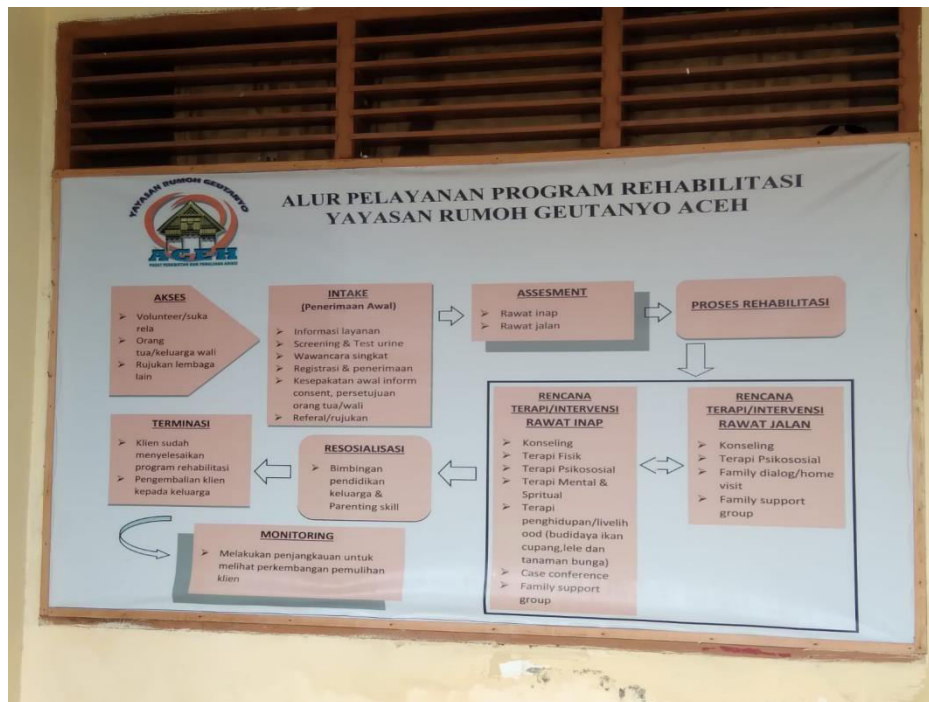 YAYASAN RUMOH GEUTANYO
ACEH
ALUR PELAYANAN PROGRAM REHABILITASI
YAYASAN RUMOH GEUTANYO ACEH
AKSES
Volunteer/suka
rela
Orang
tua/keluarga wali
Rujukan lembaga
lain
INTAKE
(Penerimaan Awal)
Informasi layanan
Screening & Test urine
Wawancara singkat
Registrasi & penerimaan
Kesepakatan awal inform
consent, persetujuan
orang tua/wali
Referal/rujukan
ASSESMENT
Rawat inap
Rawat jalan
PROSES REHABILITASI
RENCANA
TERAPI/INTERVENSI
RAWAT INAP
Konseling
Terapi Fisik
Terapi Psikososial
Terapi Mental &
Spritual
Terapi
penghidupan/livelih
ood (budidaya ikan
cupang,lele dan
tanaman bunga)
Case conference
Family support
group
RENCANA
TERAPI/INTERVENSI
RAWAT JALAN
Konseling
Terapi Psikososial
Family dialog/home
visit
Family support
group
RESOSIALISASI
Bimbingan
pendidikan
keluarga &
Parenting skill
TERMINASI
Klien sudah
menyelesaikan
program rehabilitasi
Pengembalian klien
kepada keluarga
MONITORING
Melakukan penjangkauan untuk
melihat perkembangan pemulihan
klien